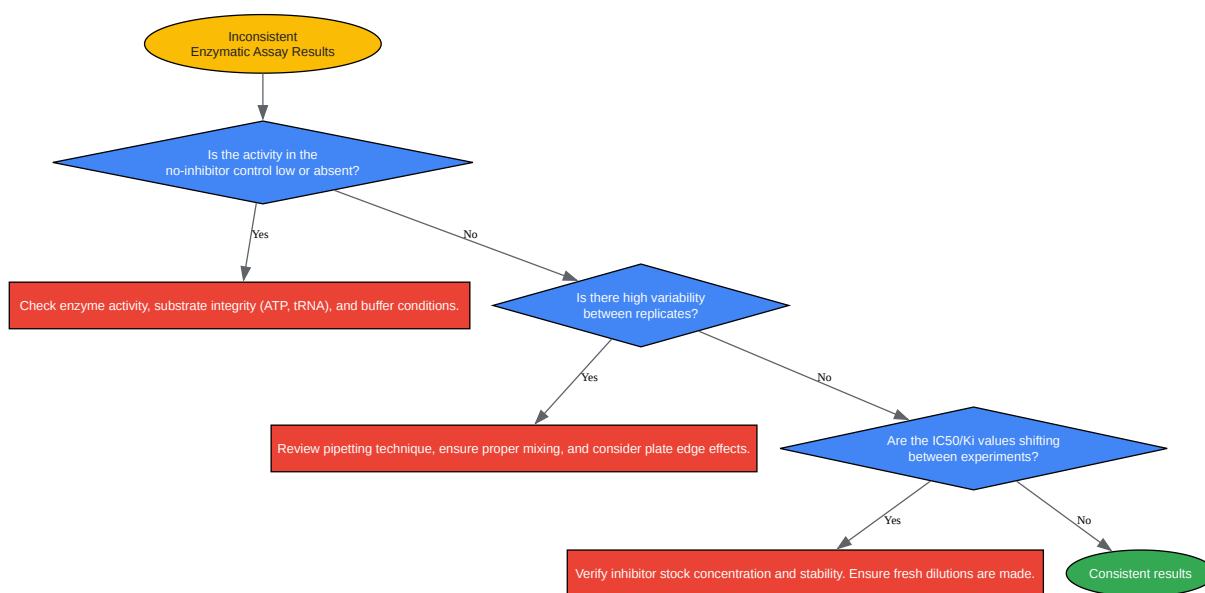 Inconsistent
Enzymatic Assay Results
Is the activity in the
no-inhibitor control low or absent?
Yes
No
Check enzyme activity, substrate integrity (ATP, tRNA), and buffer conditions.
Is there high variability
between replicates?
Yes
No
Review pipetting technique, ensure proper mixing, and consider plate edge effects.
Are the IC50/Ki values shifting
between experiments?
Yes
No
Verify inhibitor stock concentration and stability. Ensure fresh dilutions are made.
Consistent results